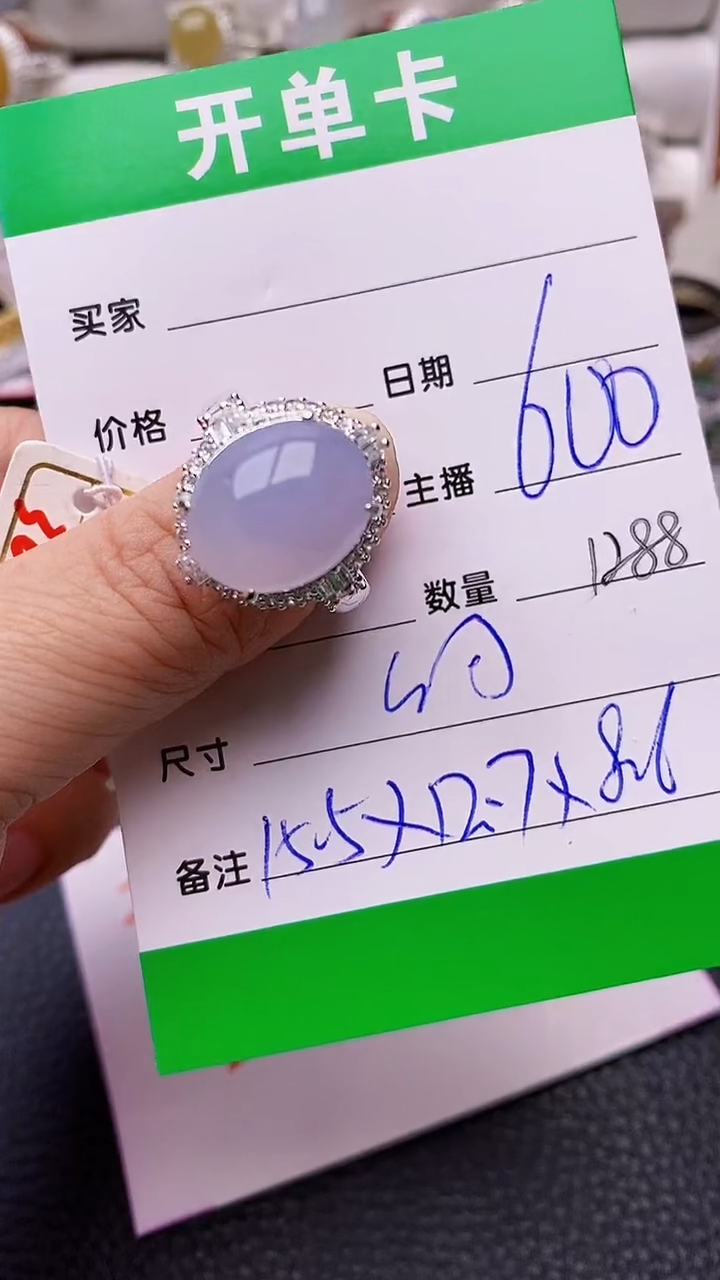 开单卡
买家
日期
价格
600
主播
数量 1288
约
尺寸
备注 15.5×12.7×8.6